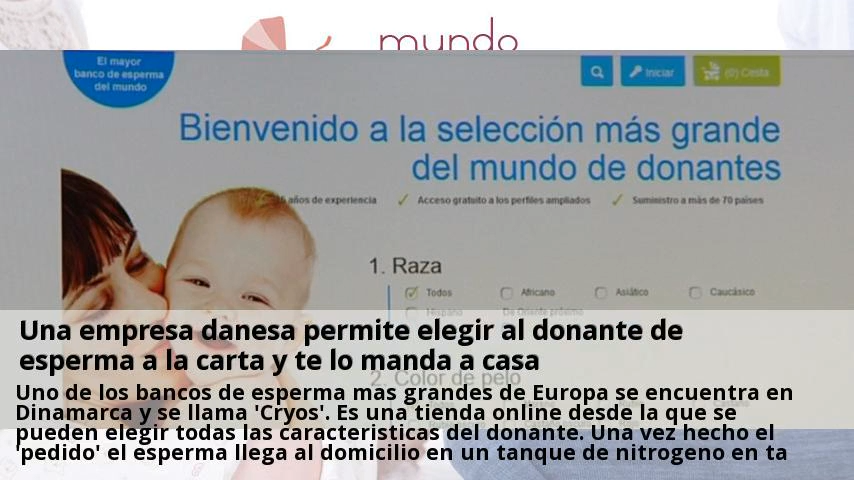 mundo
El mayor
banco de esperma
del mundo
Iniciar
(0) Cesta
Bienvenido a la selección más grande
del mundo de donantes
años de experiencia
Acceso gratuito a los perfiles ampliados
Suministro a más de 70 países
1. Raza
Todos
Africano
Asiático
Caucásico
Hispano
De Oriente próximo
Una empresa danesa permite elegir al donante de
esperma a la carta y te lo manda a casa
2. Color de pelo
Uno de los bancos de esperma mas grandes de Europa se encuentra en
Dinamarca y se llama 'Cryos'. Es una tienda online desde la que se
pueden elegir todas las caracteristicas del donante. Una vez hecho el
'pedido' el esperma llega al domicilio en un tanque de nitrogeno en ta